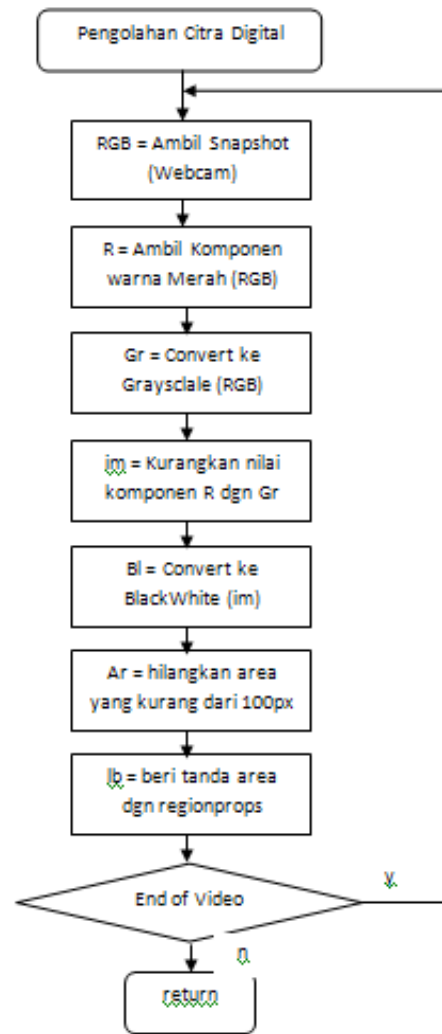 Pengolahan Citra Digital
RGB = Ambil Snapshot
(Webcam)
R = Ambil Komponen
warna Merah (RGB)
Gr = Convert ke
Graysclale (RGB)
im = Kurangkan nilai
komponen R dgn Gr
Bl = Convert ke
BlackWhite (im)
Ar = hilangkan area
yang kurang dari 100px
lb = beri tanda area
dgn regionprops
End of Video
y
n
return